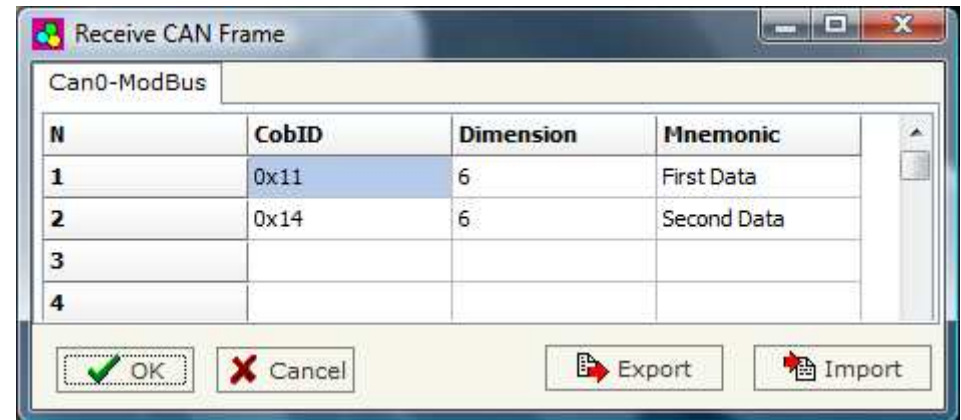 Receive CAN Frame
Can0-ModBus
N CobID Dimension Mnemonic
1 0x11 6 First Data
2 0x14 6 Second Data
3
4
OK Cancel Export Import